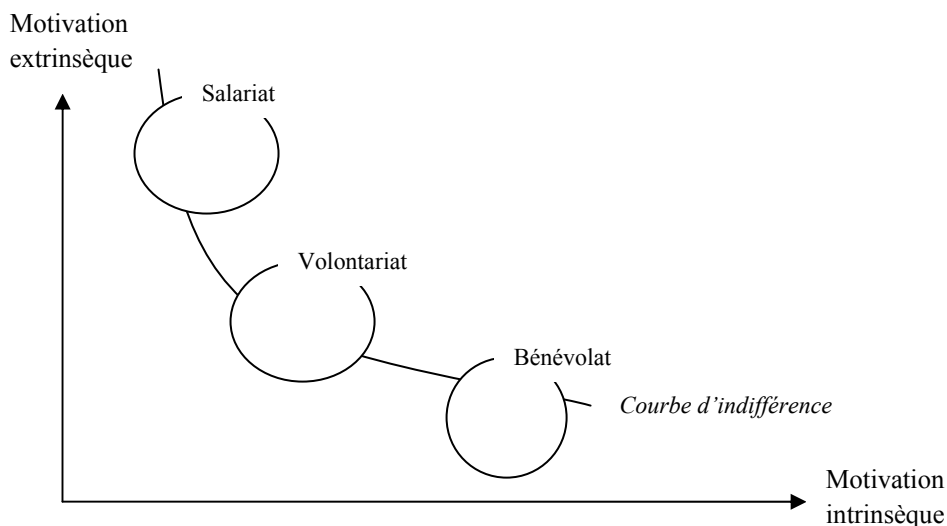 Motivation
extrinsèque
Salariat
Volontariat
Bénévolat
Courbe d’indifférence
Motivation
intrinsèque